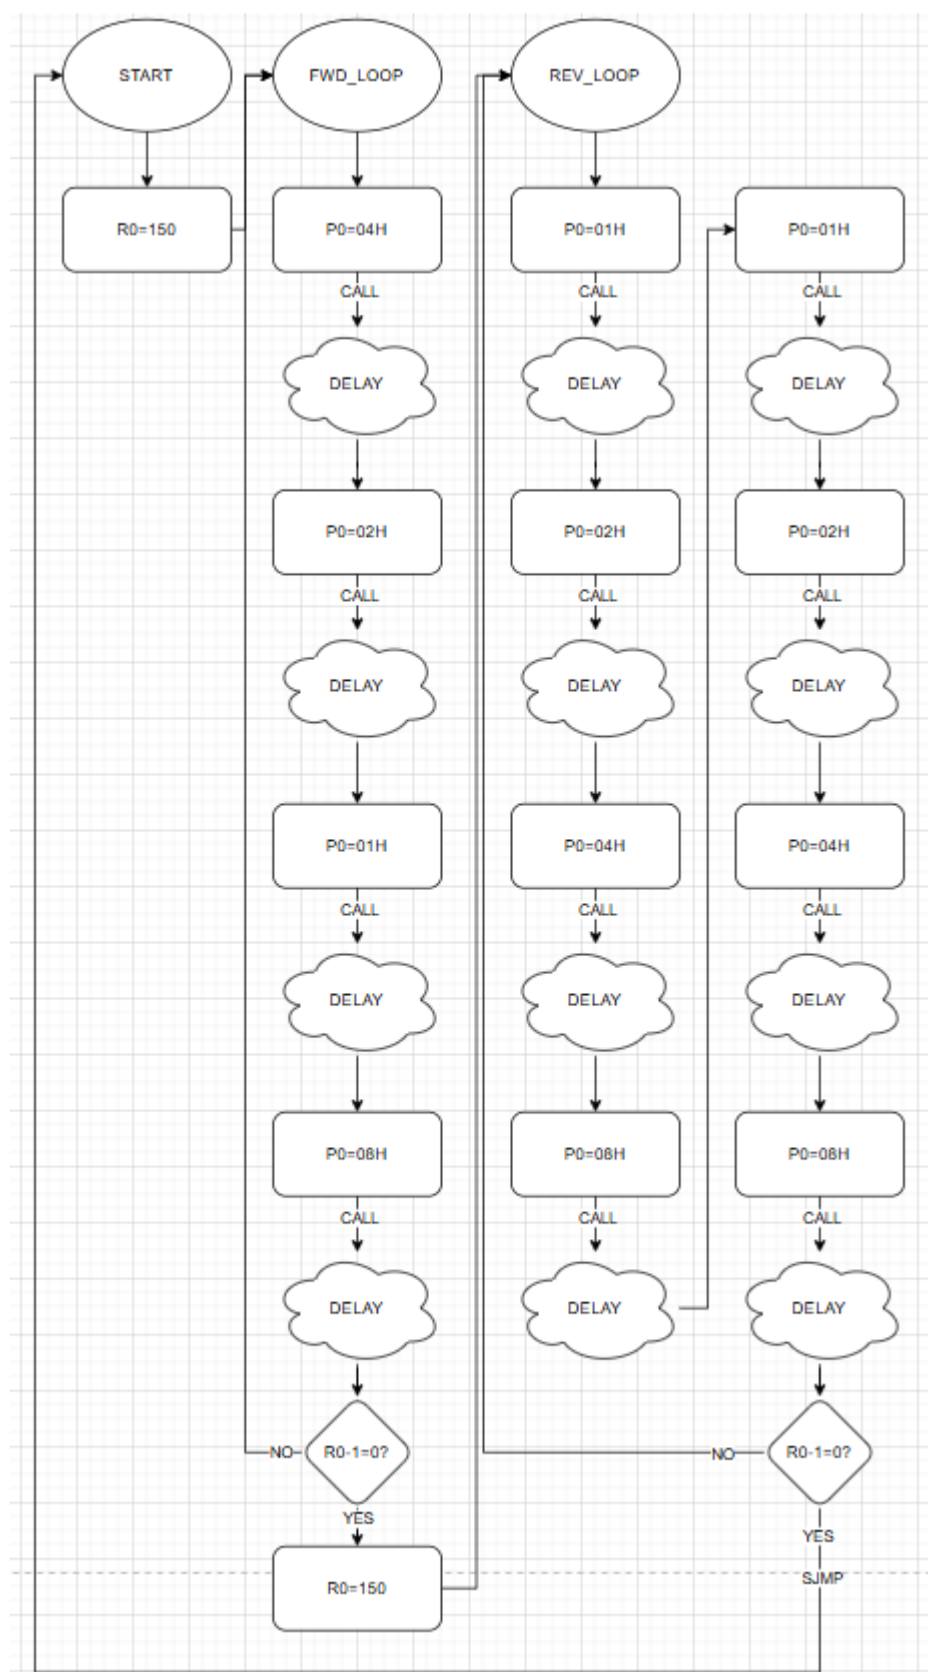 START
R0=150
FWD_LOOP
P0=04H
CALL
DELAY
P0=02H
CALL
DELAY
P0=01H
CALL
DELAY
P0=08H
CALL
DELAY
R0-1=0?
NO
YES
R0=150
REV_LOOP
P0=01H
CALL
DELAY
P0=02H
CALL
DELAY
P0=04H
CALL
DELAY
P0=08H
CALL
DELAY
P0=01H
CALL
DELAY
P0=02H
CALL
DELAY
P0=04H
CALL
DELAY
P0=08H
CALL
DELAY
R0-1=0?
NO
YES
SJMP